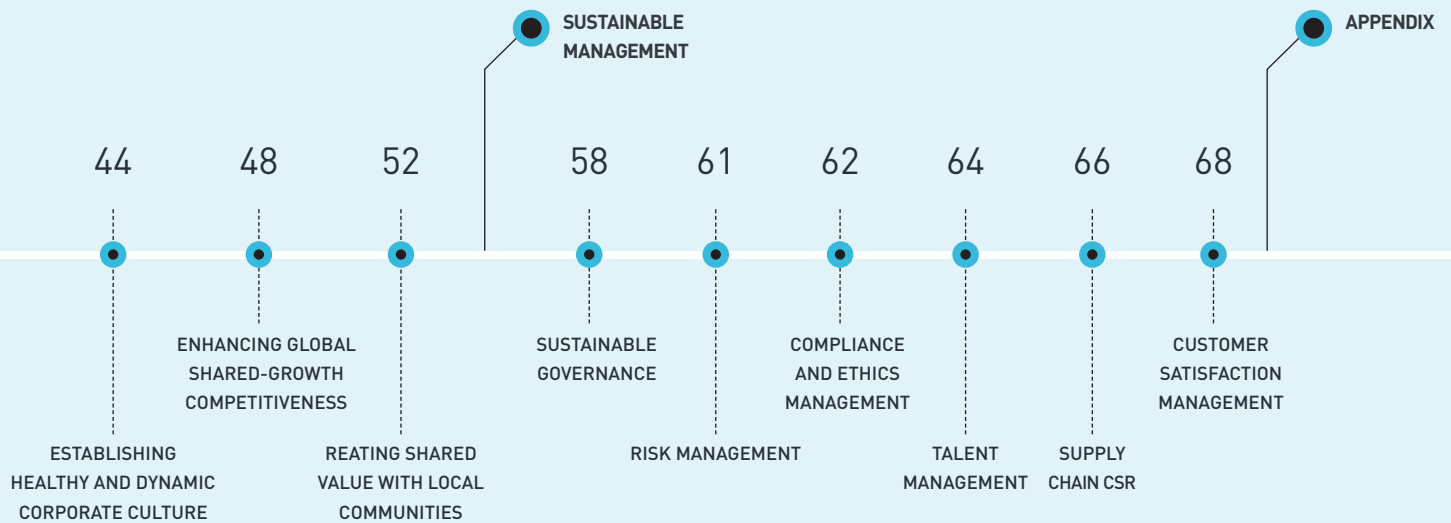 SUSTAINABLE
MANAGEMENT
APPENDIX
44
48
52
58
61
62
64
66
68
ENHANCING GLOBAL
SHARED-GROWTH
COMPETITIVENESS
SUSTAINABLE
GOVERNANCE
COMPLIANCE
AND ETHICS
MANAGEMENT
CUSTOMER
SATISFACTION
MANAGEMENT
ESTABLISHING
HEALTHY AND DYNAMIC
CORPORATE CULTURE
REATING SHARED
VALUE WITH LOCAL
COMMUNITIES
RISK MANAGEMENT
TALENT
MANAGEMENT
SUPPLY
CHAIN CSR